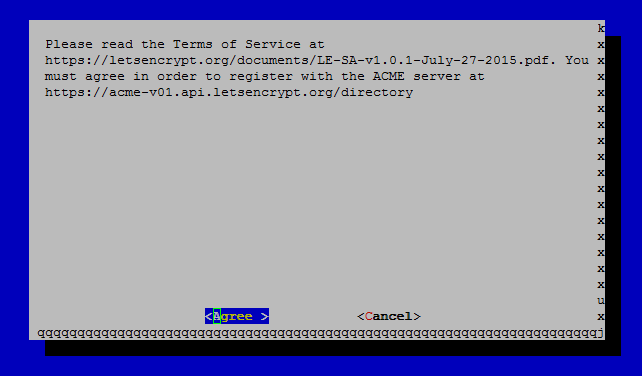 k
Please read the Terms of Service at x
https://letsencrypt.org/documents/LE-SA-v1.0.1-July-27-2015.pdf. You x
must agree in order to register with the ACME server at x
https://acme-v01.api.letsencrypt.org/directory x
x
x
x
x
x
x
x
x
x
x
x
x
u
<Agree > <Cancel> x
qqqqqqqqqqqqqqqqqqqqqqqqqqqqqqqqqqqqqqqqqqqqqqqqqqqqqqqqqqqqqqqqqqqqqqj